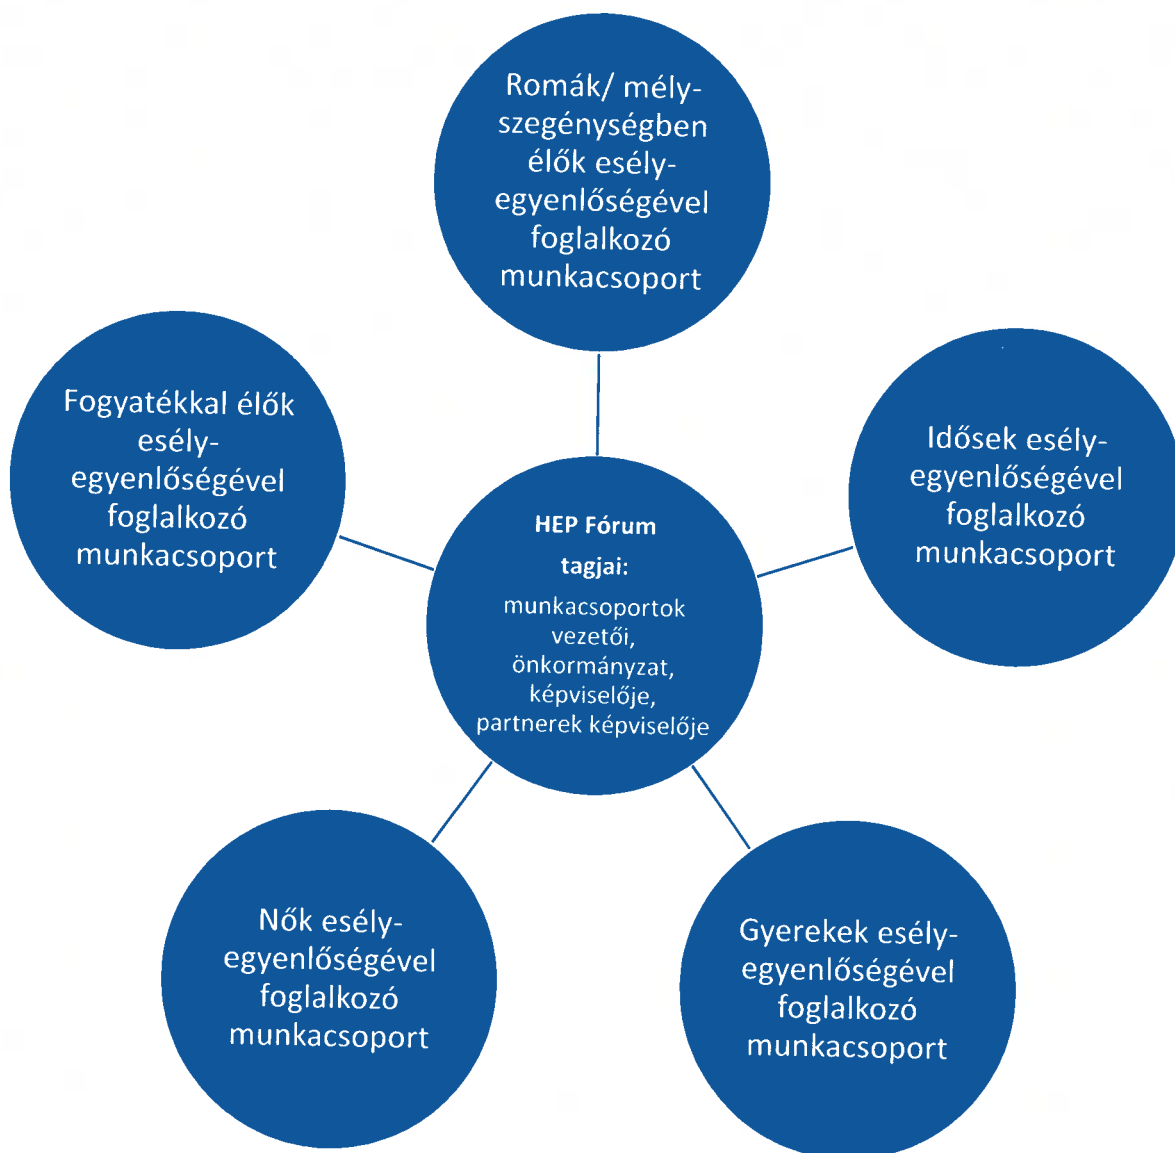 Romák/ mély-
szegénységben
élők esély-
egyenlőségével
foglalkozó
munkacsoport
Fogyatékkal élők
esély-
egyenlőségével
foglalkozó
munkacsoport
Idősek esély-
egyenlőségével
foglalkozó
munkacsoport
HEP Fórum
tagjai:
munkacsoportok
vezetői,
önkormányzat,
képviselője,
partnerek képviselője
Nők esély-
egyenlőségével
foglalkozó
munkacsoport
Gyerekek esély-
egyenlőségével
foglalkozó
munkacsoport